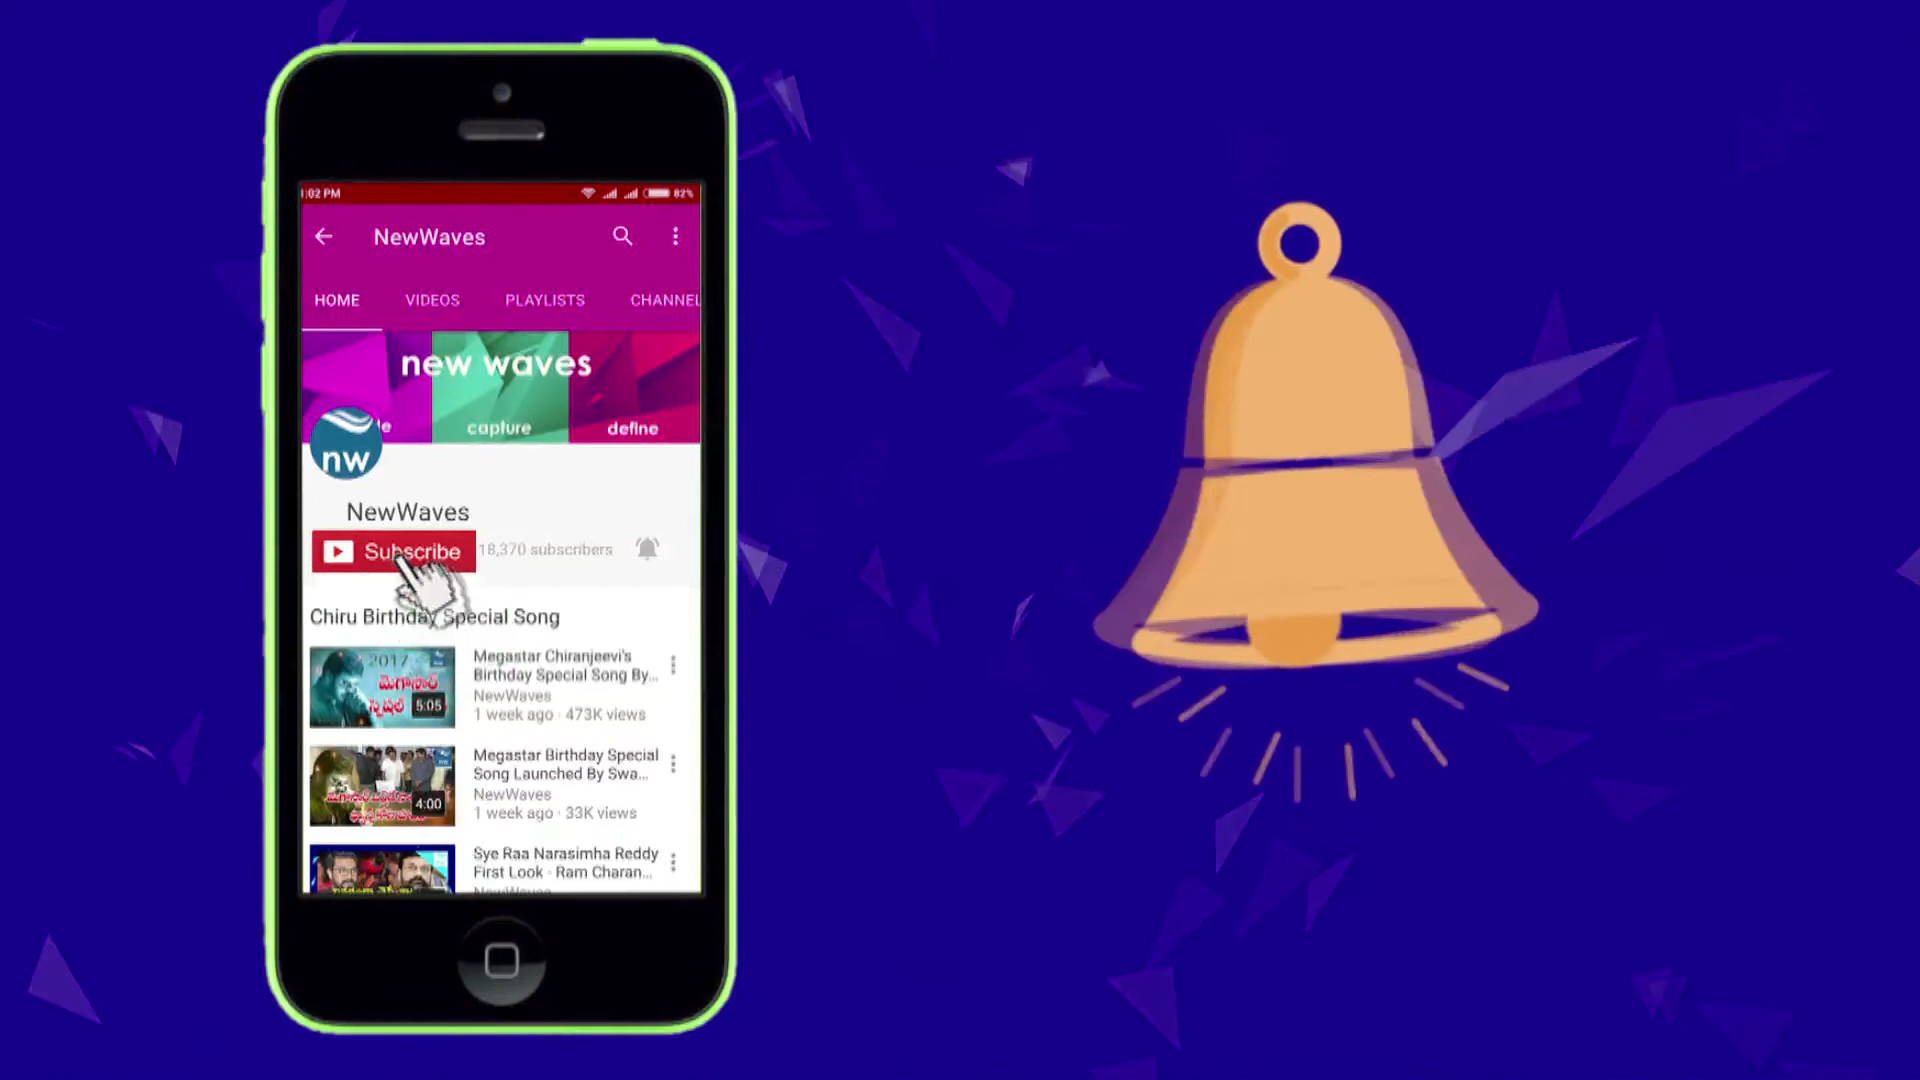 1:02 PM
82%
NewWaves
HOME VIDEOS PLAYLISTS CHANNEL
new waves
capture define
nw
NewWaves
Subscribe 18,370 subscribers
Chiru Birthday Special Song
2017
మెగాస్టార్
స్పెషల్
5:05
Megastar Chiranjeevi's
Birthday Special Song By...
NewWaves
1 week ago · 473K views
4:00
Megastar Birthday Special
Song Launched By Swa...
NewWaves
1 week ago · 33K views
Sye Raa Narasimha Reddy
First Look - Ram Charan...
NewWaves